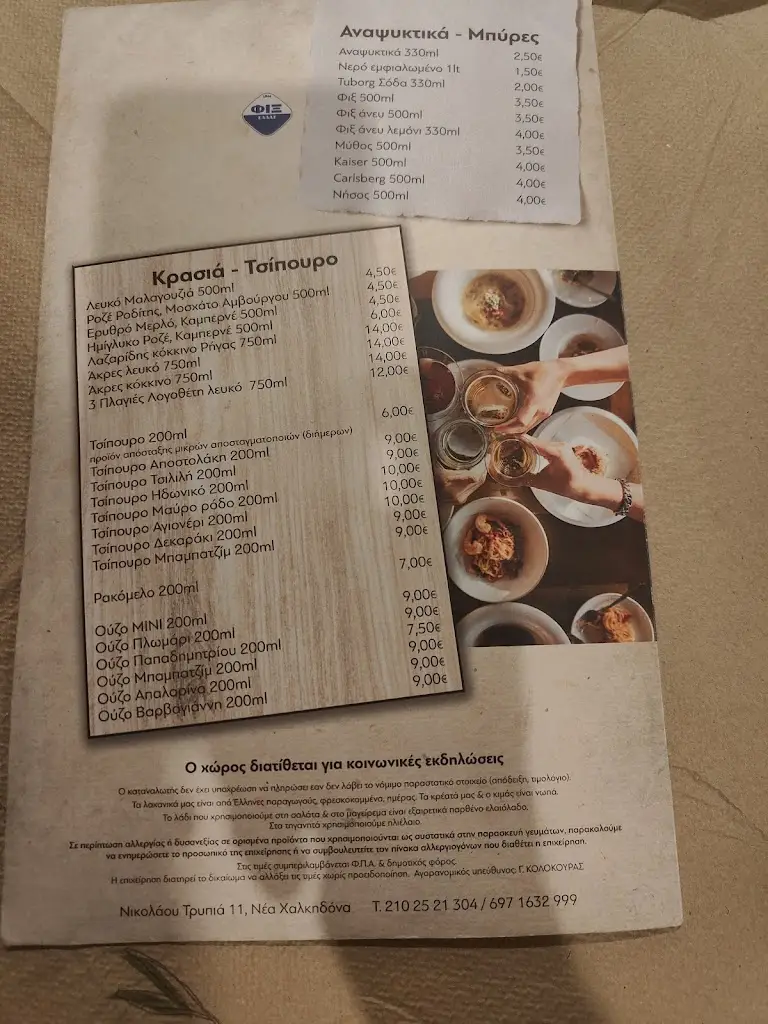 Αναψυκτικά - Μπύρες
Αναψυκτικά 330ml 2,50€
Νερό εμφιαλωμένο 1lt 1,50€
Tuborg Σόδα 330ml 2,00€
Φιξ 500ml 3,50€
Φιξ άνευ 500ml 3,50€
Φιξ άνευ λεμόνι 330ml 4,00€
Μύθος 500ml 3,50€
Kaiser 500ml 4,00€
Carlsberg 500ml 4,00€
Νήσος 500ml 4,00€
ΦΙΞ
ΕΛΛΑΣ
Κρασιά - Τσίπουρο
Λευκό Μαλαγουζιά 500ml 4,50€
Ροζέ Ροδίτης, Μοσχάτο Αμβούργου 500ml 4,50€
Ερυθρό Μερλό, Καμπερνέ 500ml 4,50€
Ημίγλυκο Ροζέ, Καμπερνέ 500ml 6,00€
Λαζαρίδης κόκκινο Ρήγας 750ml 14,00€
Άκρες λευκό 750ml 14,00€
Άκρες κόκκινο 750ml 14,00€
3 Πλαγιές Λογοθέτη λευκό 750ml 12,00€
Τσίπουρο 200ml 6,00€
προϊόν απόσταξης μικρών αποσταγματοποιών (διήμερων)
Τσίπουρο Αποστολάκη 200ml 9,00€
Τσίπουρο Τσιλιλή 200ml 9,00€
Τσίπουρο Ηδωνικό 200ml 10,00€
Τσίπουρο Μαύρο ρόδο 200ml 10,00€
Τσίπουρο Αγιονέρι 200ml 10,00€
Τσίπουρο Δεκαράκι 200ml 9,00€
Τσίπουρο Μπαμπατζίμ 200ml 9,00€
Ρακόμελο 200ml 7,00€
Ούζο ΜΙΝΙ 200ml 9,00€
Ούζο Πλωμάρι 200ml 9,00€
Ούζο Παπαδημητρίου 200ml 7,50€
Ούζο Μπαμπατζίμ 200ml 9,00€
Ούζο Απαλαρίνα 200ml 9,00€
Ούζο Βαρβαγιάννη 200ml 9,00€
Ο χώρος διατίθεται για κοινωνικές εκδηλώσεις
Ο καταναλωτής δεν έχει υποχρέωση να πληρώσει εαν δεν λάβει το νόμιμο παραστατικό στοιχείο (απόδειξη, τιμολόγιο).
Τα λαχανικά μας είναι από Έλληνες παραγωγούς, φρεσκοκομμένα, ημέρας. Τα κρέατά μας & ο κιμάς είναι νωπά.
Το λάδι που χρησιμοποιούμε στη σαλάτα & στο μαγείρεμα είναι εξαιρετικά παρθένο ελαιόλαδο.
Στα τηγανητά χρησιμοποιούμε ηλιέλαιο.
Σε περίπτωση αλλεργίας ή δυσανεξίας σε ορισμένα προϊόντα που χρησιμοποιούνται ως συστατικά στην παρασκευή γευμάτων, παρακαλούμε
να ενημερώσετε το προσωπικό της επιχείρησης ή να συμβουλευτείτε τον πίνακα αλλεργιογόνων που διαθέτει η επιχείρηση.
Στις τιμές συμπεριλαμβάνεται Φ.Π.Α. & δημοτικός φόρος.
Η επιχείρηση διατηρεί το δικαίωμα να αλλάξει τις τιμές χωρίς προειδοποίηση. Αγορανομικός υπεύθυνος: Γ. ΚΟΛΟΚΟΥΡΑΣ
Νικολάου Τρυπιά 11, Νέα Χαλκηδόνα Τ. 210 25 21 304 / 697 1632 999